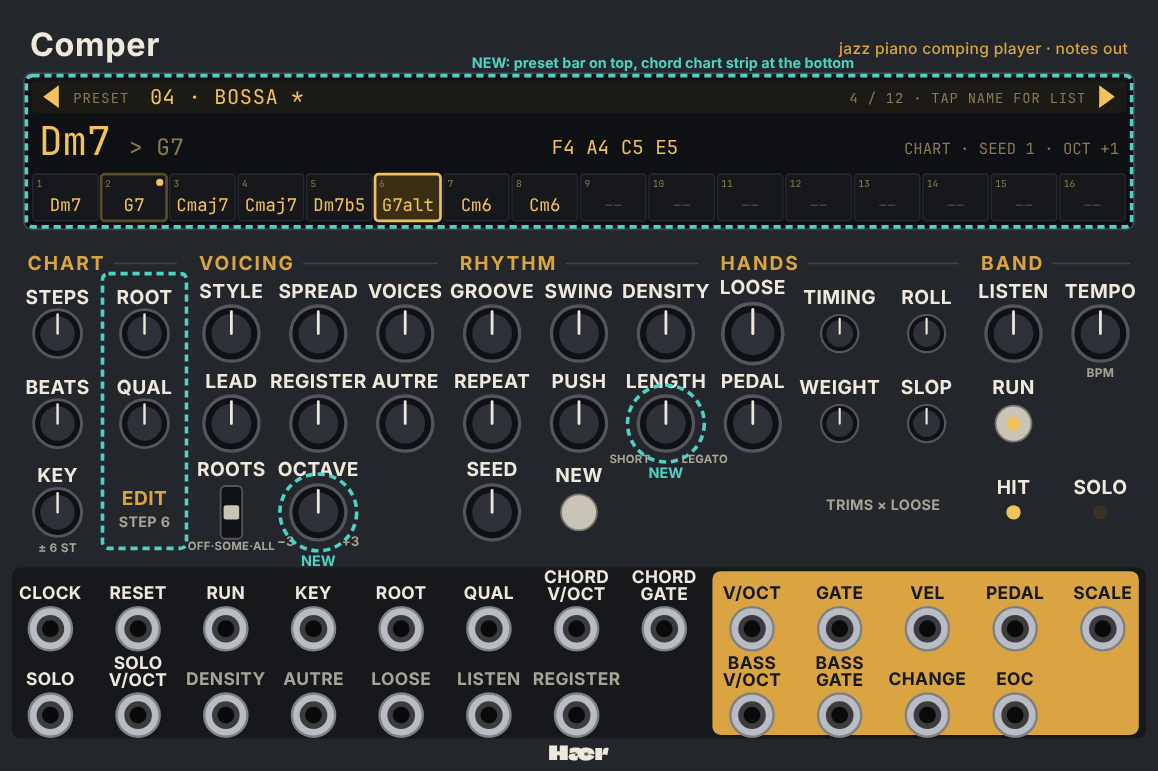 Comper
jazz piano comping player · notes out
NEW: preset bar on top, chord chart strip at the bottom
PRESET 04 · BOSSA *
4 / 12 · TAP NAME FOR LIST
Dm7 > G7
F4 A4 C5 E5
CHART · SEED 1 · OCT +1
1 2 3 4 5 6 7 8 9 10 11 12 13 14 15 16
Dm7 G7 Cmaj7 Cmaj7 Dm7b5 G7alt Cm6 Cm6 -- -- -- -- -- -- -- --
CHART VOICING RHYTHM HANDS BAND
STEPS ROOT STYLE SPREAD VOICES GROOVE SWING DENSITY LOOSE TIMING ROLL LISTEN TEMPO
BPM
BEATS QUAL LEAD REGISTER AUTRE REPEAT PUSH LENGTH PEDAL WEIGHT SLOP RUN
SHORT LEGATO
NEW
KEY ROOTS OCTAVE SEED NEW HIT SOLO
EDIT
STEP 6
TRIMS × LOOSE
± 6 ST
OFF·SOME·ALL −3 +3
NEW
CLOCK RESET RUN KEY ROOT QUAL CHORD V/OCT CHORD GATE V/OCT GATE VEL PEDAL SCALE
SOLO SOLO V/OCT DENSITY AUTRE LOOSE LISTEN REGISTER BASS V/OCT BASS GATE CHANGE EOC
Hær